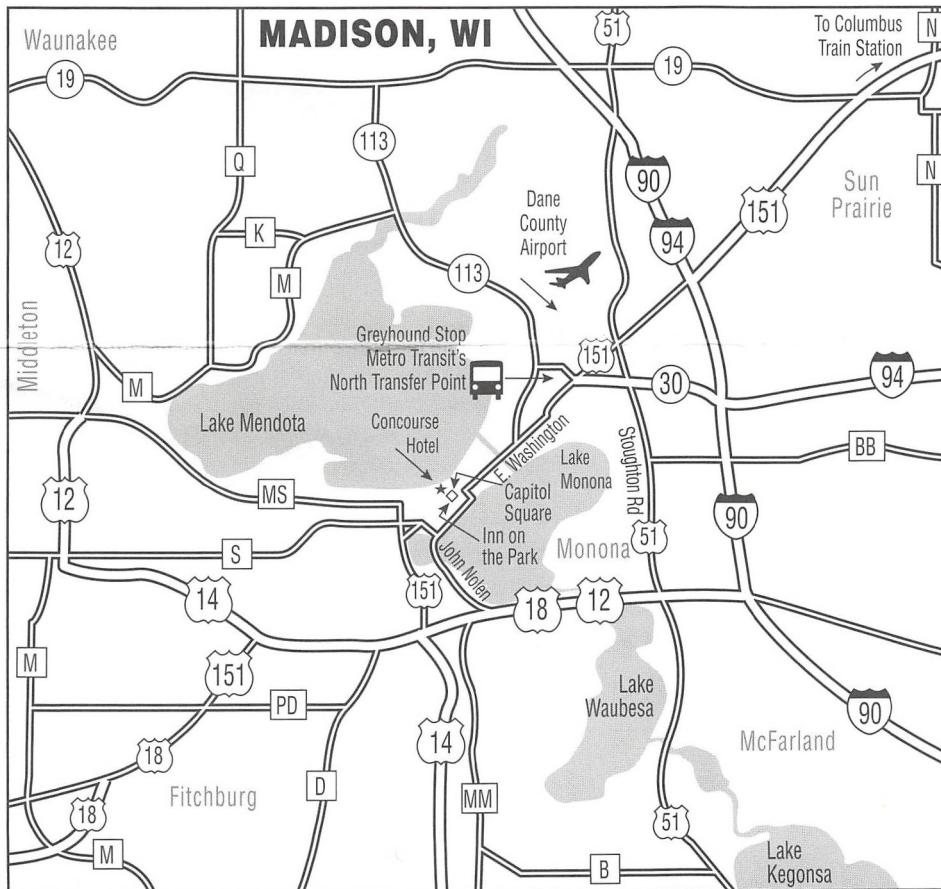 MADISON, WI
Waunakee
51
To Columbus
Train Station
N
19
19
113
Q
90
N
Sun
Prairie
151
94
Dane
County
Airport
12
K
M
113
Middleton
Greyhound Stop
Metro Transit's
North Transfer Point
151
30
94
M
Lake Mendota
Concourse
Hotel
E. Washington
Stoughton Rd
BB
Lake
Monona
12
MS
Capitol
Square
90
Inn on
the Park
Monona
51
S
John Nolen
14
151
18
12
M
151
Lake
Waubesa
PD
90
14
McFarland
18
D
Fitchburg
MM
18
51
M
B
Lake
Kegonsa